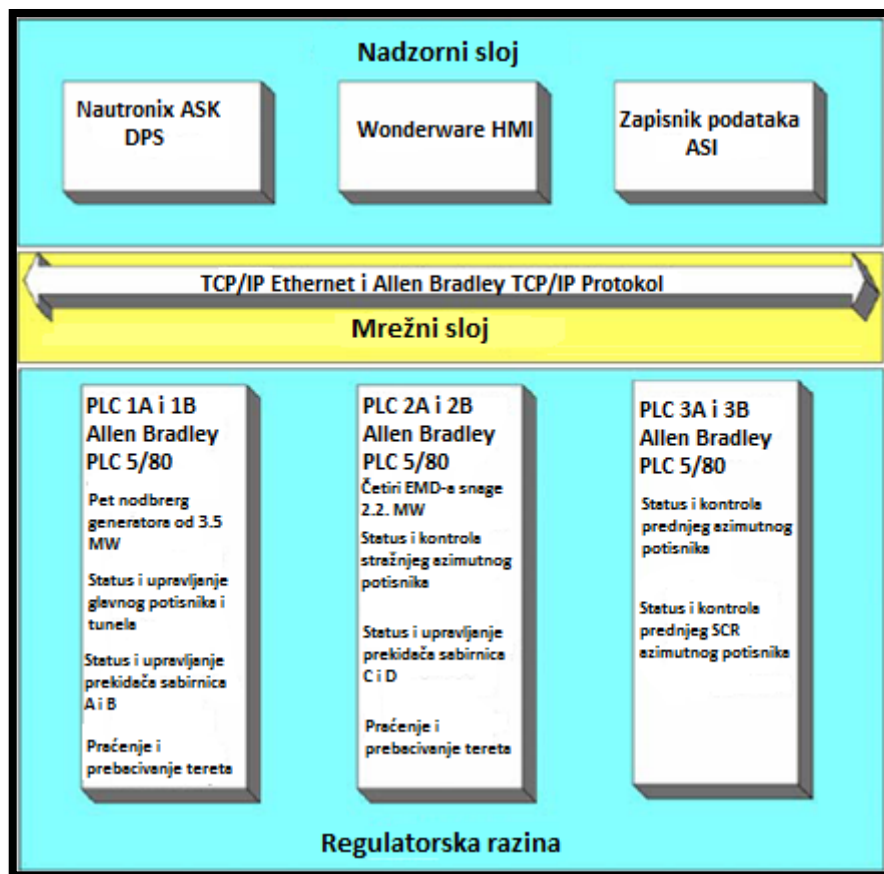 Nadzorni sloj
Nautronix ASK
DPS
Wonderware HMI
Zapisnik podataka
ASI
TCP/IP Ethernet i Allen Bradley TCP/IP Protokol
Mrežni sloj
PLC 1A i 1B
Allen Bradley
PLC 5/80
Pet nodbrerg
generatora od 3.5
MW
Status i upravljanje
glavnog potisnika i
tunela
Status i upravljanje
prekidača sabirnica
A i B
Praćenje i
prebacivanje tereta
PLC 2A i 2B
Allen Bradley
PLC 5/80
Četiri EMD-a snage
2.2. MW
Status i kontrola
stražnjeg azimutnog
potisnika
Status i upravljanje
prekidača sabirnica
C i D
Praćenje i
prebacivanje tereta
PLC 3A i 3B
Allen Bradley
PLC 5/80
Status i kontrola
prednjeg azimutnog
potisnika
Status i kontrola
prednjeg SCR
azimutnog potisnika
Regulatorska razina